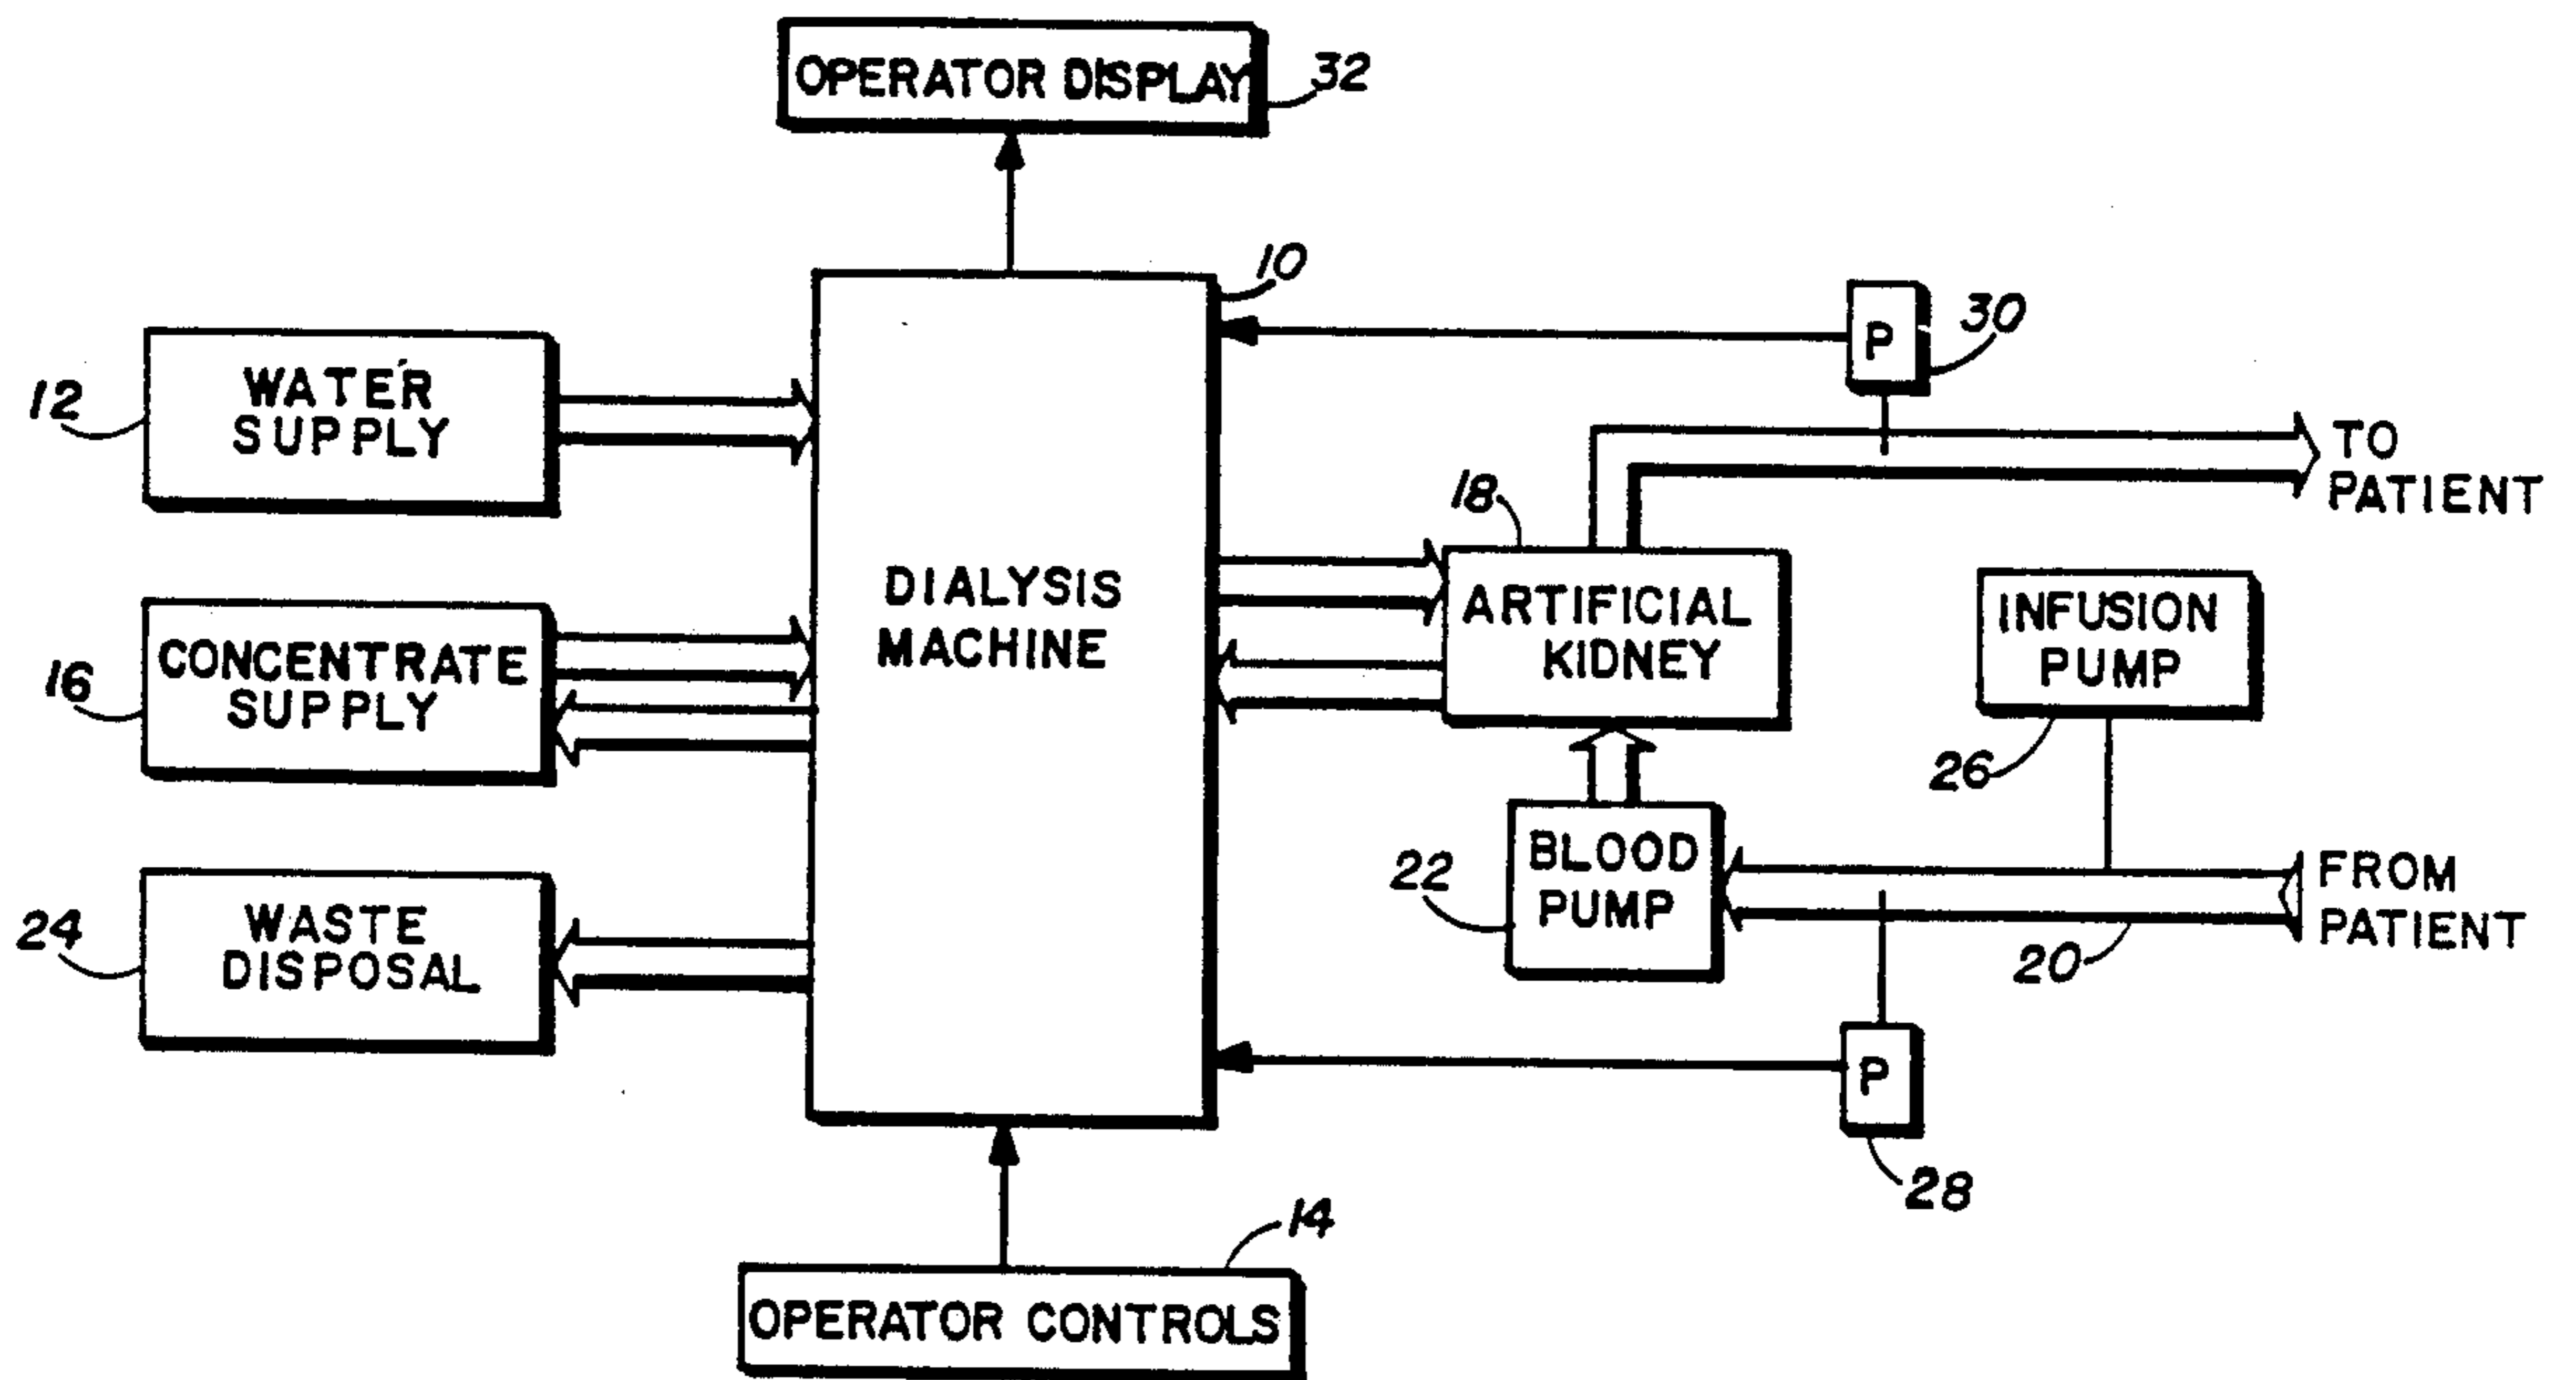 OPERATOR DISPLAY
32
10
P
30
WATER
SUPPLY
12
TO
PATIENT
18
DIALYSIS
MACHINE
ARTIFICIAL
KIDNEY
INFUSION
PUMP
CONCENTRATE
SUPPLY
16
26
BLOOD
PUMP
22
FROM
PATIENT
20
WASTE
DISPOSAL
24
P
28
14
OPERATOR CONTROLS